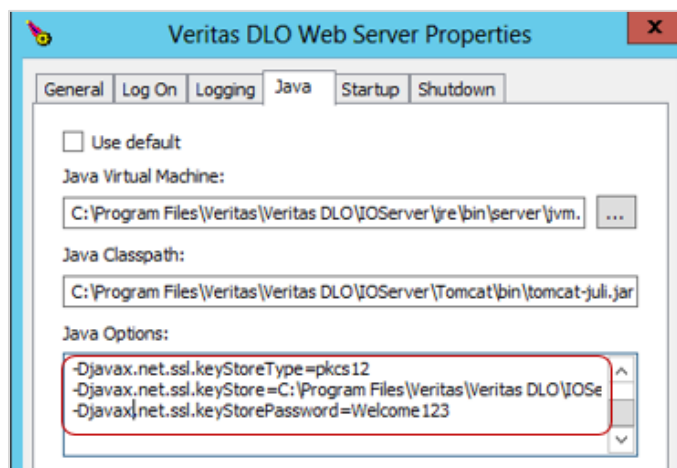 Veritas DLO Web Server Properties
x
General Log On Logging Java Startup Shutdown
Use default
Java Virtual Machine:
C:\Program Files\Veritas\Veritas DLO\IOServer\jre\bin\server\jvm. ...
Java Classpath:
C:\Program Files\Veritas\Veritas DLO\IOServer\Tomcat\bin\tomcat-juli.jar
Java Options:
-Djavax.net.ssl.keyStoreType=pkcs12
-Djavax.net.ssl.keyStore=C:\Program Files\Veritas\Veritas DLO\IOSe
-Djavax.net.ssl.keyStorePassword=Welcome123